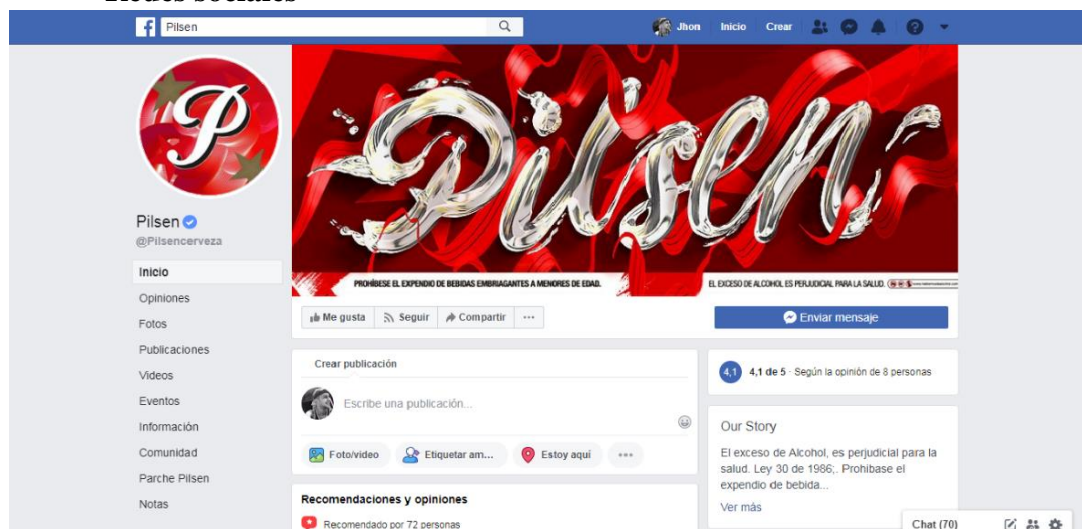 Redes sociales
f Pilsen
Jhon Inicio Crear
P
Pilsen
PROHÍBESE EL EXPENDIO DE BEBIDAS EMBRIAGANTES A MENORES DE EDAD.
EL EXCESO DE ALCOHOL ES PERJUDICIAL PARA LA SALUD.
Pilsen
@Pilsencerveza
Inicio
Opiniones
Fotos
Publicaciones
Videos
Eventos
Información
Comunidad
Parche Pilsen
Notas
Me gusta Seguir Compartir ...
Enviar mensaje
Crear publicación
Escribe una publicación...
Foto/video Etiquetar am... Estoy aquí ...
Recomendaciones y opiniones
Recomendado por 72 personas
4,1 4,1 de 5 · Según la opinión de 8 personas
Our Story
El exceso de Alcohol, es perjudicial para la
salud. Ley 30 de 1986;. Prohibase el
expendio de bebida...
Ver más
Chat (70)